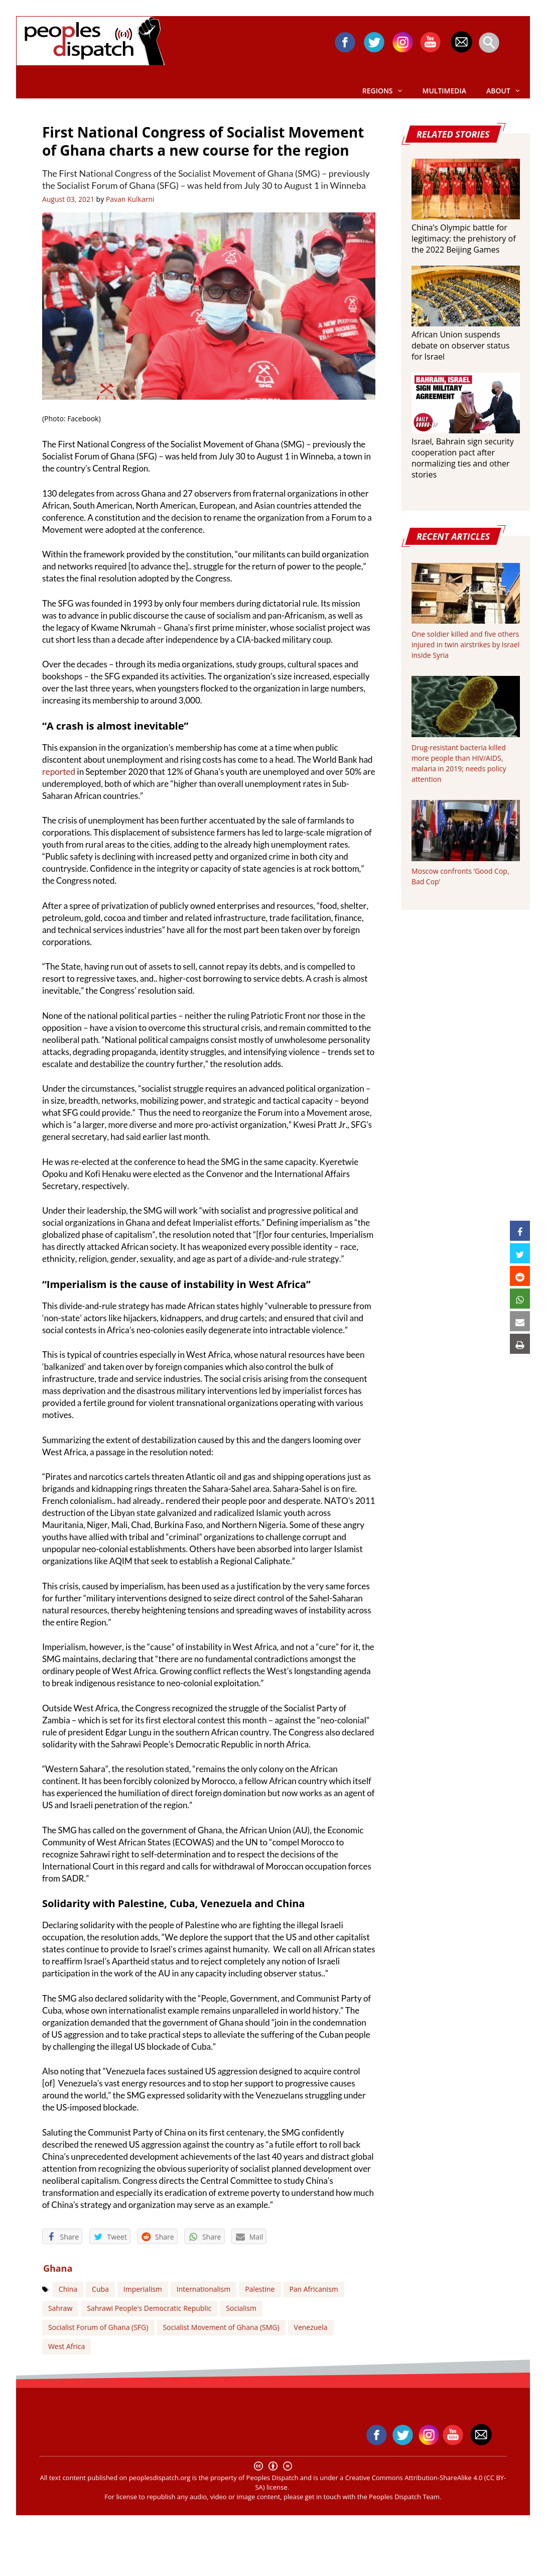 peoples
dispatch
REGIONS
MULTIMEDIA
ABOUT
First National Congress of Socialist Movement
of Ghana charts a new course for the region
The First National Congress of the Socialist Movement of Ghana (SMG) – previously
the Socialist Forum of Ghana (SFG) – was held from July 30 to August 1 in Winneba
August 03, 2021 by Pavan Kulkarni
(Photo: Facebook)
The First National Congress of the Socialist Movement of Ghana (SMG) – previously the
Socialist Forum of Ghana (SFG) – was held from July 30 to August 1 in Winneba, a town in
the country's Central Region.
130 delegates from across Ghana and 27 observers from fraternal organizations in other
African, South American, North American, European, and Asian countries attended the
conference. A constitution and the decision to rename the organization from a Forum to a
Movement were adopted at the conference.
Within the framework provided by the constitution, "our militants can build organization
and networks required [to advance the].. struggle for the return of power to the people,"
states the final resolution adopted by the Congress.
The SFG was founded in 1993 by only four members during dictatorial rule. Its mission
was to advance in public discourse the cause of socialism and pan-Africanism, as well as
the legacy of Kwame Nkrumah – Ghana's first prime minister, whose socialist project was
cut short less than a decade after independence by a CIA-backed military coup.
Over the decades – through its media organizations, study groups, cultural spaces and
bookshops – the SFG expanded its activities. The organization's size increased, especially
over the last three years, when youngsters flocked to the organization in large numbers,
increasing its membership to around 3,000.
"A crash is almost inevitable"
This expansion in the organization's membership has come at a time when public
discontent about unemployment and rising costs has come to a head. The World Bank had
reported in September 2020 that 12% of Ghana's youth are unemployed and over 50% are
underemployed, both of which are "higher than overall unemployment rates in Sub-
Saharan African countries."
The crisis of unemployment has been further accentuated by the sale of farmlands to
corporations. This displacement of subsistence farmers has led to large-scale migration of
youth from rural areas to the cities, adding to the already high unemployment rates.
"Public safety is declining with increased petty and organized crime in both city and
countryside. Confidence in the integrity or capacity of state agencies is at rock bottom,"
the Congress noted.
After a spree of privatization of publicly owned enterprises and resources, "food, shelter,
petroleum, gold, cocoa and timber and related infrastructure, trade facilitation, finance,
and technical services industries" have all for the most part been taken over by foreign
corporations.
"The State, having run out of assets to sell, cannot repay its debts, and is compelled to
resort to regressive taxes, and.. higher-cost borrowing to service debts. A crash is almost
inevitable," the Congress' resolution said.
None of the national political parties – neither the ruling Patriotic Front nor those in the
opposition – have a vision to overcome this structural crisis, and remain committed to the
neoliberal path. "National political campaigns consist mostly of unwholesome personality
attacks, degrading propaganda, identity struggles, and intensifying violence – trends set to
escalate and destabilize the country further," the resolution adds.
Under the circumstances, "socialist struggle requires an advanced political organization –
in size, breadth, networks, mobilizing power, and strategic and tactical capacity – beyond
what SFG could provide." Thus the need to reorganize the Forum into a Movement arose,
which is "a larger, more diverse and more pro-activist organization," Kwesi Pratt Jr., SFG's
general secretary, had said earlier last month.
He was re-elected at the conference to head the SMG in the same capacity. Kyeretwie
Opoku and Kofi Henaku were elected as the Convenor and the International Affairs
Secretary, respectively.
Under their leadership, the SMG will work "with socialist and progressive political and
social organizations in Ghana and defeat Imperialist efforts." Defining imperialism as "the
globalized phase of capitalism", the resolution noted that "[f]or four centuries, Imperialism
has directly attacked African society. It has weaponized every possible identity – race,
ethnicity, religion, gender, sexuality, and age as part of a divide-and-rule strategy."
"Imperialism is the cause of instability in West Africa"
This divide-and-rule strategy has made African states highly "vulnerable to pressure from
'non-state' actors like hijackers, kidnappers, and drug cartels; and ensured that civil and
social contests in Africa's neo-colonies easily degenerate into intractable violence."
This is typical of countries especially in West Africa, whose natural resources have been
'balkanized' and taken over by foreign companies which also control the bulk of
infrastructure, trade and service industries. The social crisis arising from the consequent
mass deprivation and the disastrous military interventions led by imperialist forces has
provided a fertile ground for violent transnational organizations operating with various
motives.
Summarizing the extent of destabilization caused by this and the dangers looming over
West Africa, a passage in the resolution noted:
"Pirates and narcotics cartels threaten Atlantic oil and gas and shipping operations just as
brigands and kidnapping rings threaten the Sahara-Sahel area. Sahara-Sahel is on fire.
French colonialism.. had already.. rendered their people poor and desperate. NATO's 2011
destruction of the Libyan state galvanized and radicalized Islamic youth across
Mauritania, Niger, Mali, Chad, Burkina Faso, and Northern Nigeria. Some of these angry
youths have allied with tribal and "criminal" organizations to challenge corrupt and
unpopular neo-colonial establishments. Others have been absorbed into larger Islamist
organizations like AQIM that seek to establish a Regional Caliphate."
This crisis, caused by imperialism, has been used as a justification by the very same forces
for further "military interventions designed to seize direct control of the Sahel-Saharan
natural resources, thereby heightening tensions and spreading waves of instability across
the entire Region."
Imperialism, however, is the "cause" of instability in West Africa, and not a "cure" for it, the
SMG maintains, declaring that "there are no fundamental contradictions amongst the
ordinary people of West Africa. Growing conflict reflects the West's longstanding agenda
to break indigenous resistance to neo-colonial exploitation."
Outside West Africa, the Congress recognized the struggle of the Socialist Party of
Zambia – which is set for its first electoral contest this month – against the "neo-colonial"
rule of president Edgar Lungu in the southern African country. The Congress also declared
solidarity with the Sahrawi People's Democratic Republic in north Africa.
"Western Sahara", the resolution stated, "remains the only colony on the African
continent. It has been forcibly colonized by Morocco, a fellow African country which itself
has experienced the humiliation of direct foreign domination but now works as an agent of
US and Israeli penetration of the region."
The SMG has called on the government of Ghana, the African Union (AU), the Economic
Community of West African States (ECOWAS) and the UN to "compel Morocco to
recognize Sahrawi right to self-determination and to respect the decisions of the
International Court in this regard and calls for withdrawal of Moroccan occupation forces
from SADR."
Solidarity with Palestine, Cuba, Venezuela and China
Declaring solidarity with the people of Palestine who are fighting the illegal Israeli
occupation, the resolution adds, "We deplore the support that the US and other capitalist
states continue to provide to Israel's crimes against humanity. We call on all African states
to reaffirm Israel's Apartheid status and to reject completely any notion of Israeli
participation in the work of the AU in any capacity including observer status.."
The SMG also declared solidarity with the "People, Government, and Communist Party of
Cuba, whose own internationalist example remains unparalleled in world history." The
organization demanded that the government of Ghana should "join in the condemnation
of US aggression and to take practical steps to alleviate the suffering of the Cuban people
by challenging the illegal US blockade of Cuba."
Also noting that "Venezuela faces sustained US aggression designed to acquire control
[of] Venezuela's vast energy resources and to stop her support to progressive causes
around the world," the SMG expressed solidarity with the Venezuelans struggling under
the US-imposed blockade.
Saluting the Communist Party of China on its first centenary, the SMG confidently
described the renewed US aggression against the country as "a futile effort to roll back
China's unprecedented development achievements of the last 40 years and distract global
attention from recognizing the obvious superiority of socialist planned development over
neoliberal capitalism. Congress directs the Central Committee to study China's
transformation and especially its eradication of extreme poverty to understand how much
of China's strategy and organization may serve as an example."
Share
Tweet
Share
Share
Mail
Ghana
China
Cuba
Imperialism
Internationalism
Palestine
Pan Africanism
Sahraw
Sahrawi People's Democratic Republic
Socialism
Socialist Forum of Ghana (SFG)
Socialist Movement of Ghana (SMG)
Venezuela
West Africa
RELATED STORIES
China's Olympic battle for
legitimacy: the prehistory of
the 2022 Beijing Games
African Union suspends
debate on observer status
for Israel
BAHRAIN, ISRAEL
SIGN MILITARY
AGREEMENT
DAILY
Israel, Bahrain sign security
cooperation pact after
normalizing ties and other
stories
RECENT ARTICLES
One soldier killed and five others
injured in twin airstrikes by Israel
inside Syria
Drug-resistant bacteria killed
more people than HIV/AIDS,
malaria in 2019; needs policy
attention
Moscow confronts 'Good Cop,
Bad Cop'
All text content published on peoplesdispatch.org is the property of Peoples Dispatch and is under a Creative Commons Attribution-ShareAlike 4.0 (CC BY-
SA) license.
For license to republish any audio, video or image content, please get in touch with the Peoples Dispatch Team.